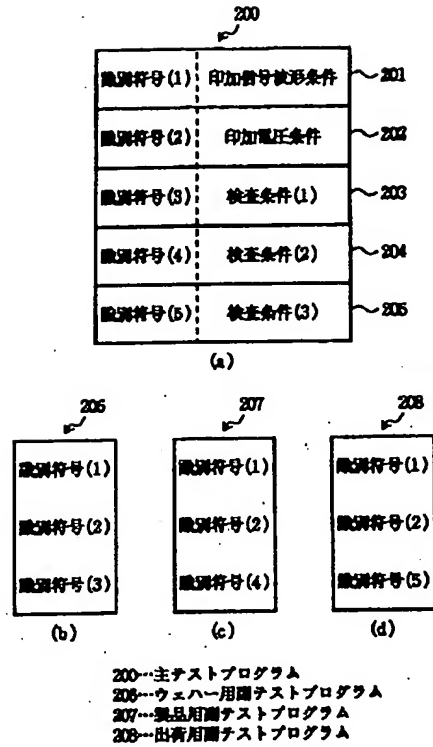 200
識別符号(1) 印加信号波形条件 201
識別符号(2) 印加電圧条件 202
識別符号(3) 検査条件(1) 203
識別符号(4) 検査条件(2) 204
識別符号(5) 検査条件(3) 205
(a)
206 207 208
識別符号(1) 識別符号(1) 識別符号(1)
識別符号(2) 識別符号(2) 識別符号(2)
識別符号(3) 識別符号(4) 識別符号(5)
(b) (c) (d)
200…主テストプログラム
206…ウェハー用副テストプログラム
207…製品用副テストプログラム
208…出荷用副テストプログラム